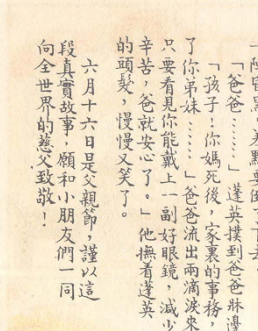 「爸爸……」蓬英撲到爸爸牀邊
「孩子！你媽死後，家裏的事務，
了你弟妹……」爸爸流出兩滴淚來
只要看見你能戴上一副好眼鏡，減少
辛苦，爸就安心了。」他撫着蓬英
的頭髮，慢慢又笑了。
六月十六日是父親節，謹以這
段真實故事，願和小朋友們一同
向全世界的慈父致敬！